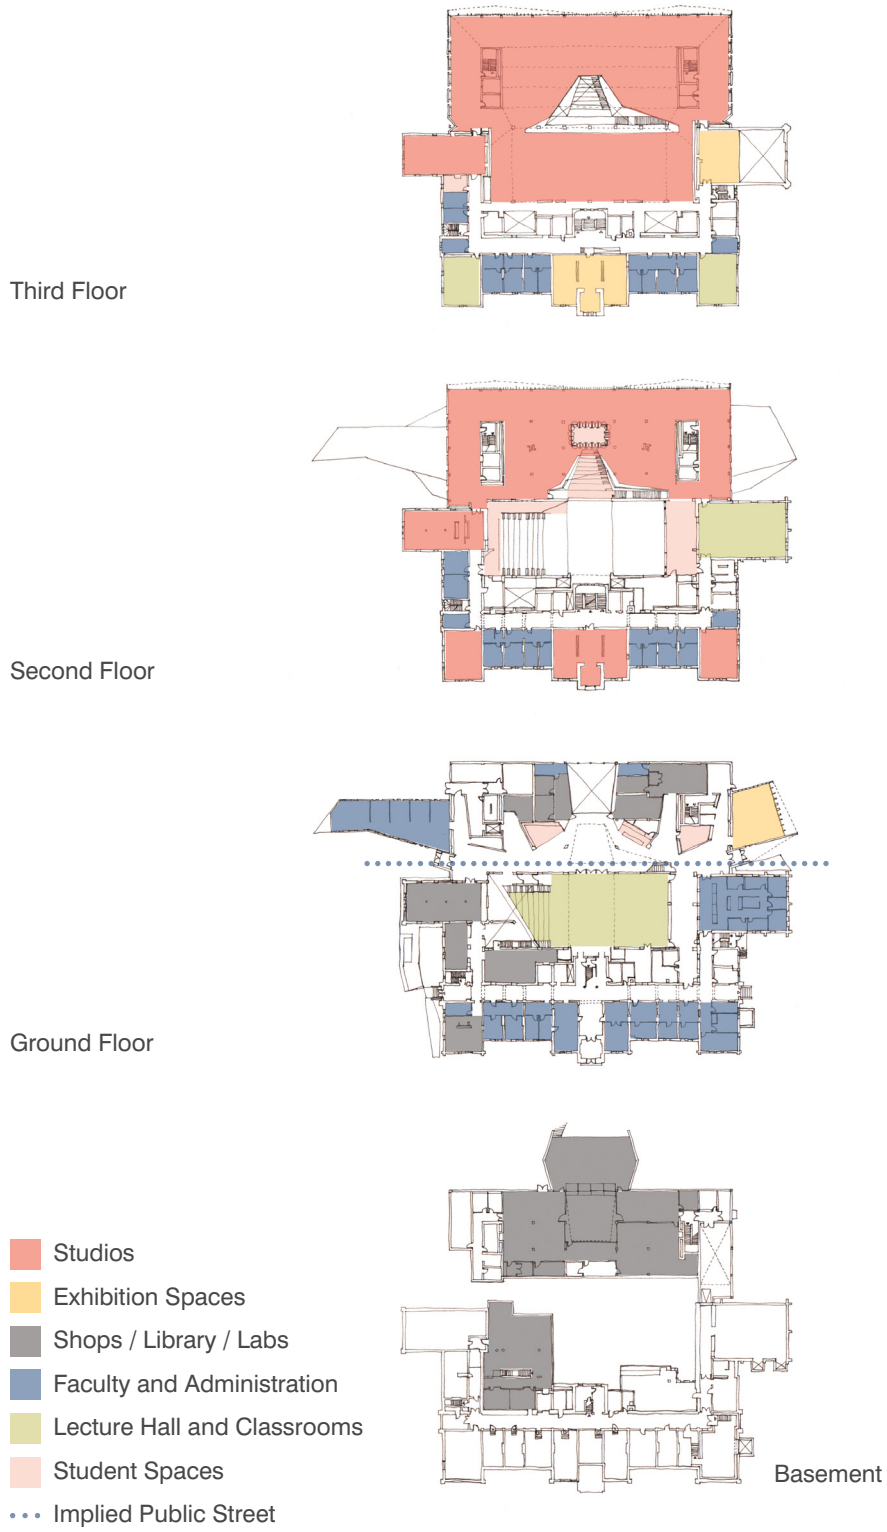 Third Floor
Second Floor
Ground Floor
Studios
Exhibition Spaces
Shops / Library / Labs
Faculty and Administration
Lecture Hall and Classrooms
Student Spaces
Basement
Implied Public Street